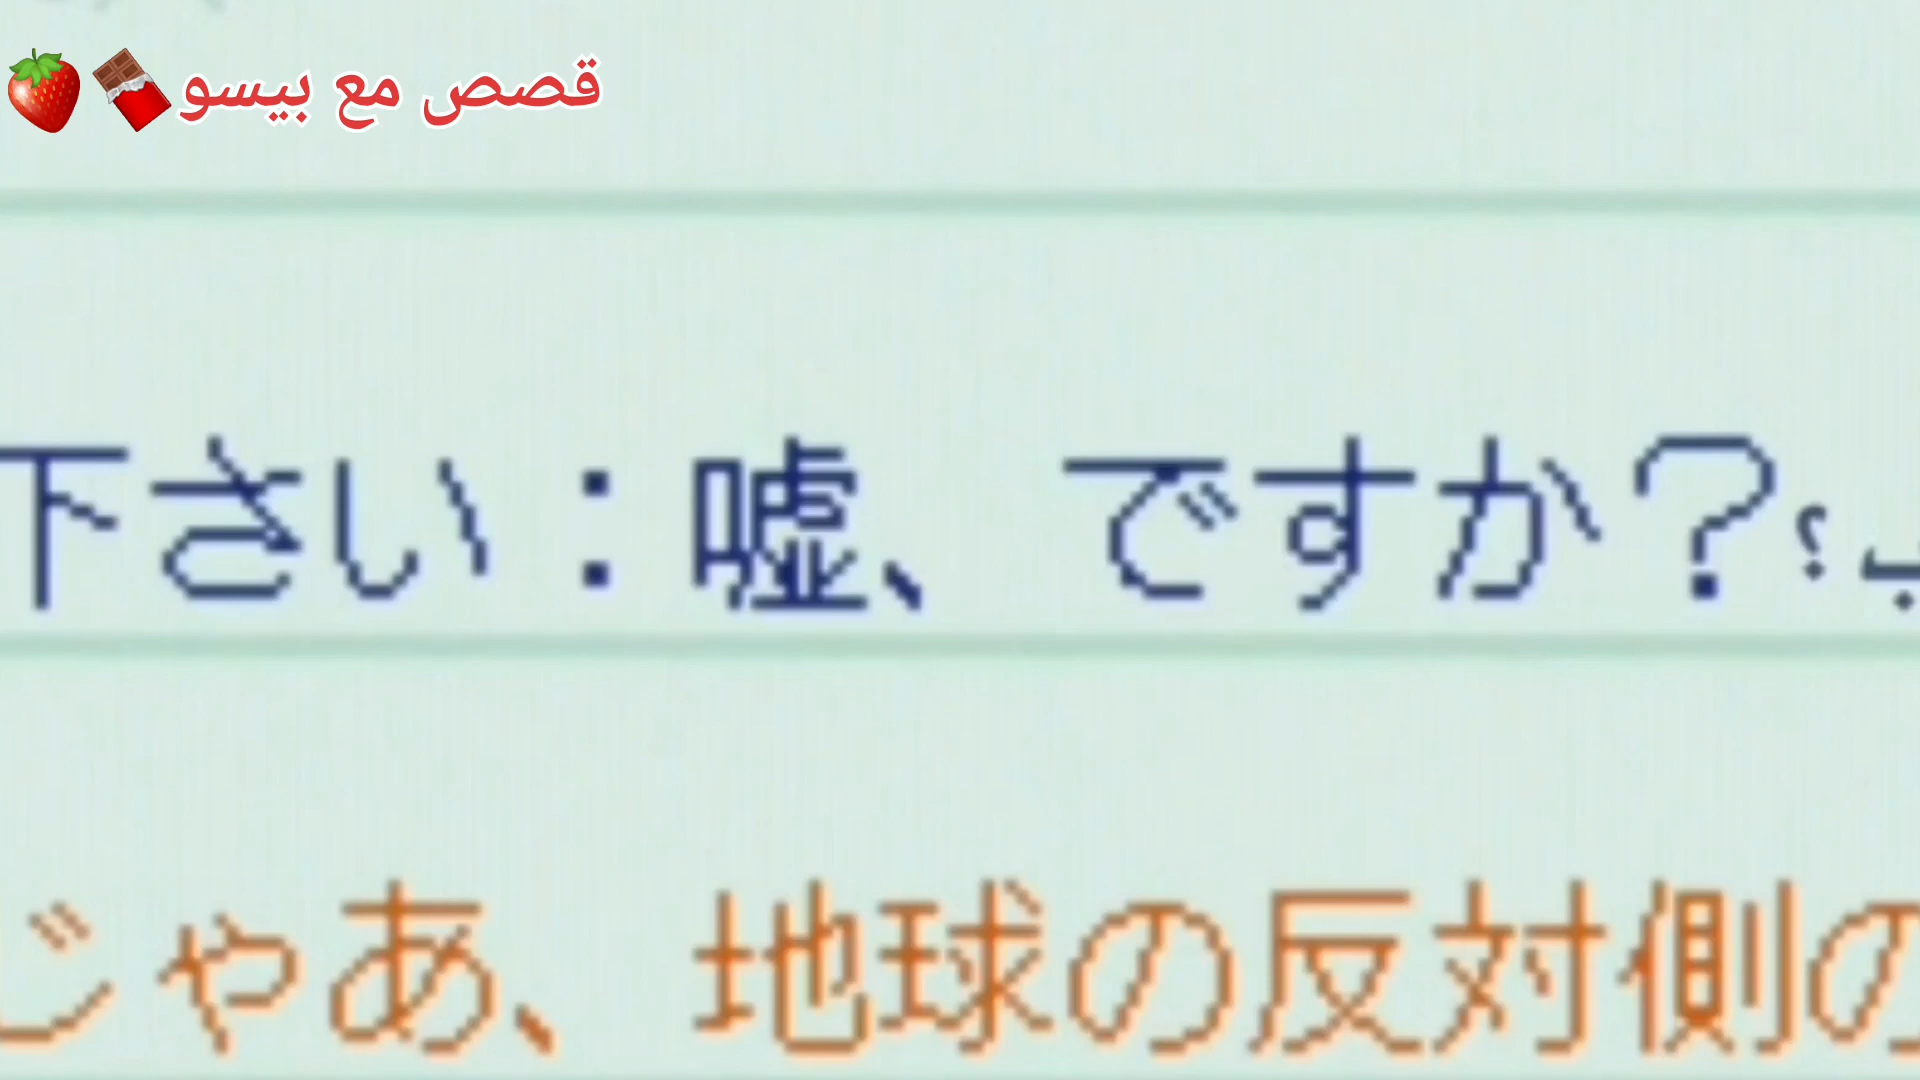 قصص مع بيسو
下さい：嘘、ですか？؟
じゃあ、地球の反対側の